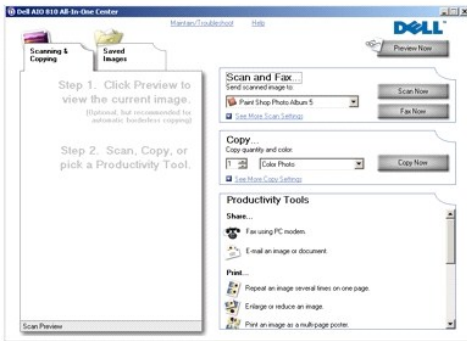 Dell AIO 810 All-In-One Center
Maintain/Troubleshoot Help
DELL
Preview Now
Scanning &
Copying
Saved
Images
Step 1. Click Preview to
view the current image.
(Optional, but recommended for
automatic borderless copying)
Step 2. Scan, Copy, or
pick a Productivity Tool.
Scan Preview
Scan and Fax...
Send scanned image to:
Paint Shop Photo Album 5
See More Scan Settings
Scan Now
Fax Now
Copy...
Copy quantity and color:
1 Color Photo
See More Copy Settings
Copy Now
Productivity Tools
Share...
Fax using PC modem.
E-mail an image or document.
Print...
Repeat an image several times on one page.
Enlarge or reduce an image.
Print an image as a multi-page poster.